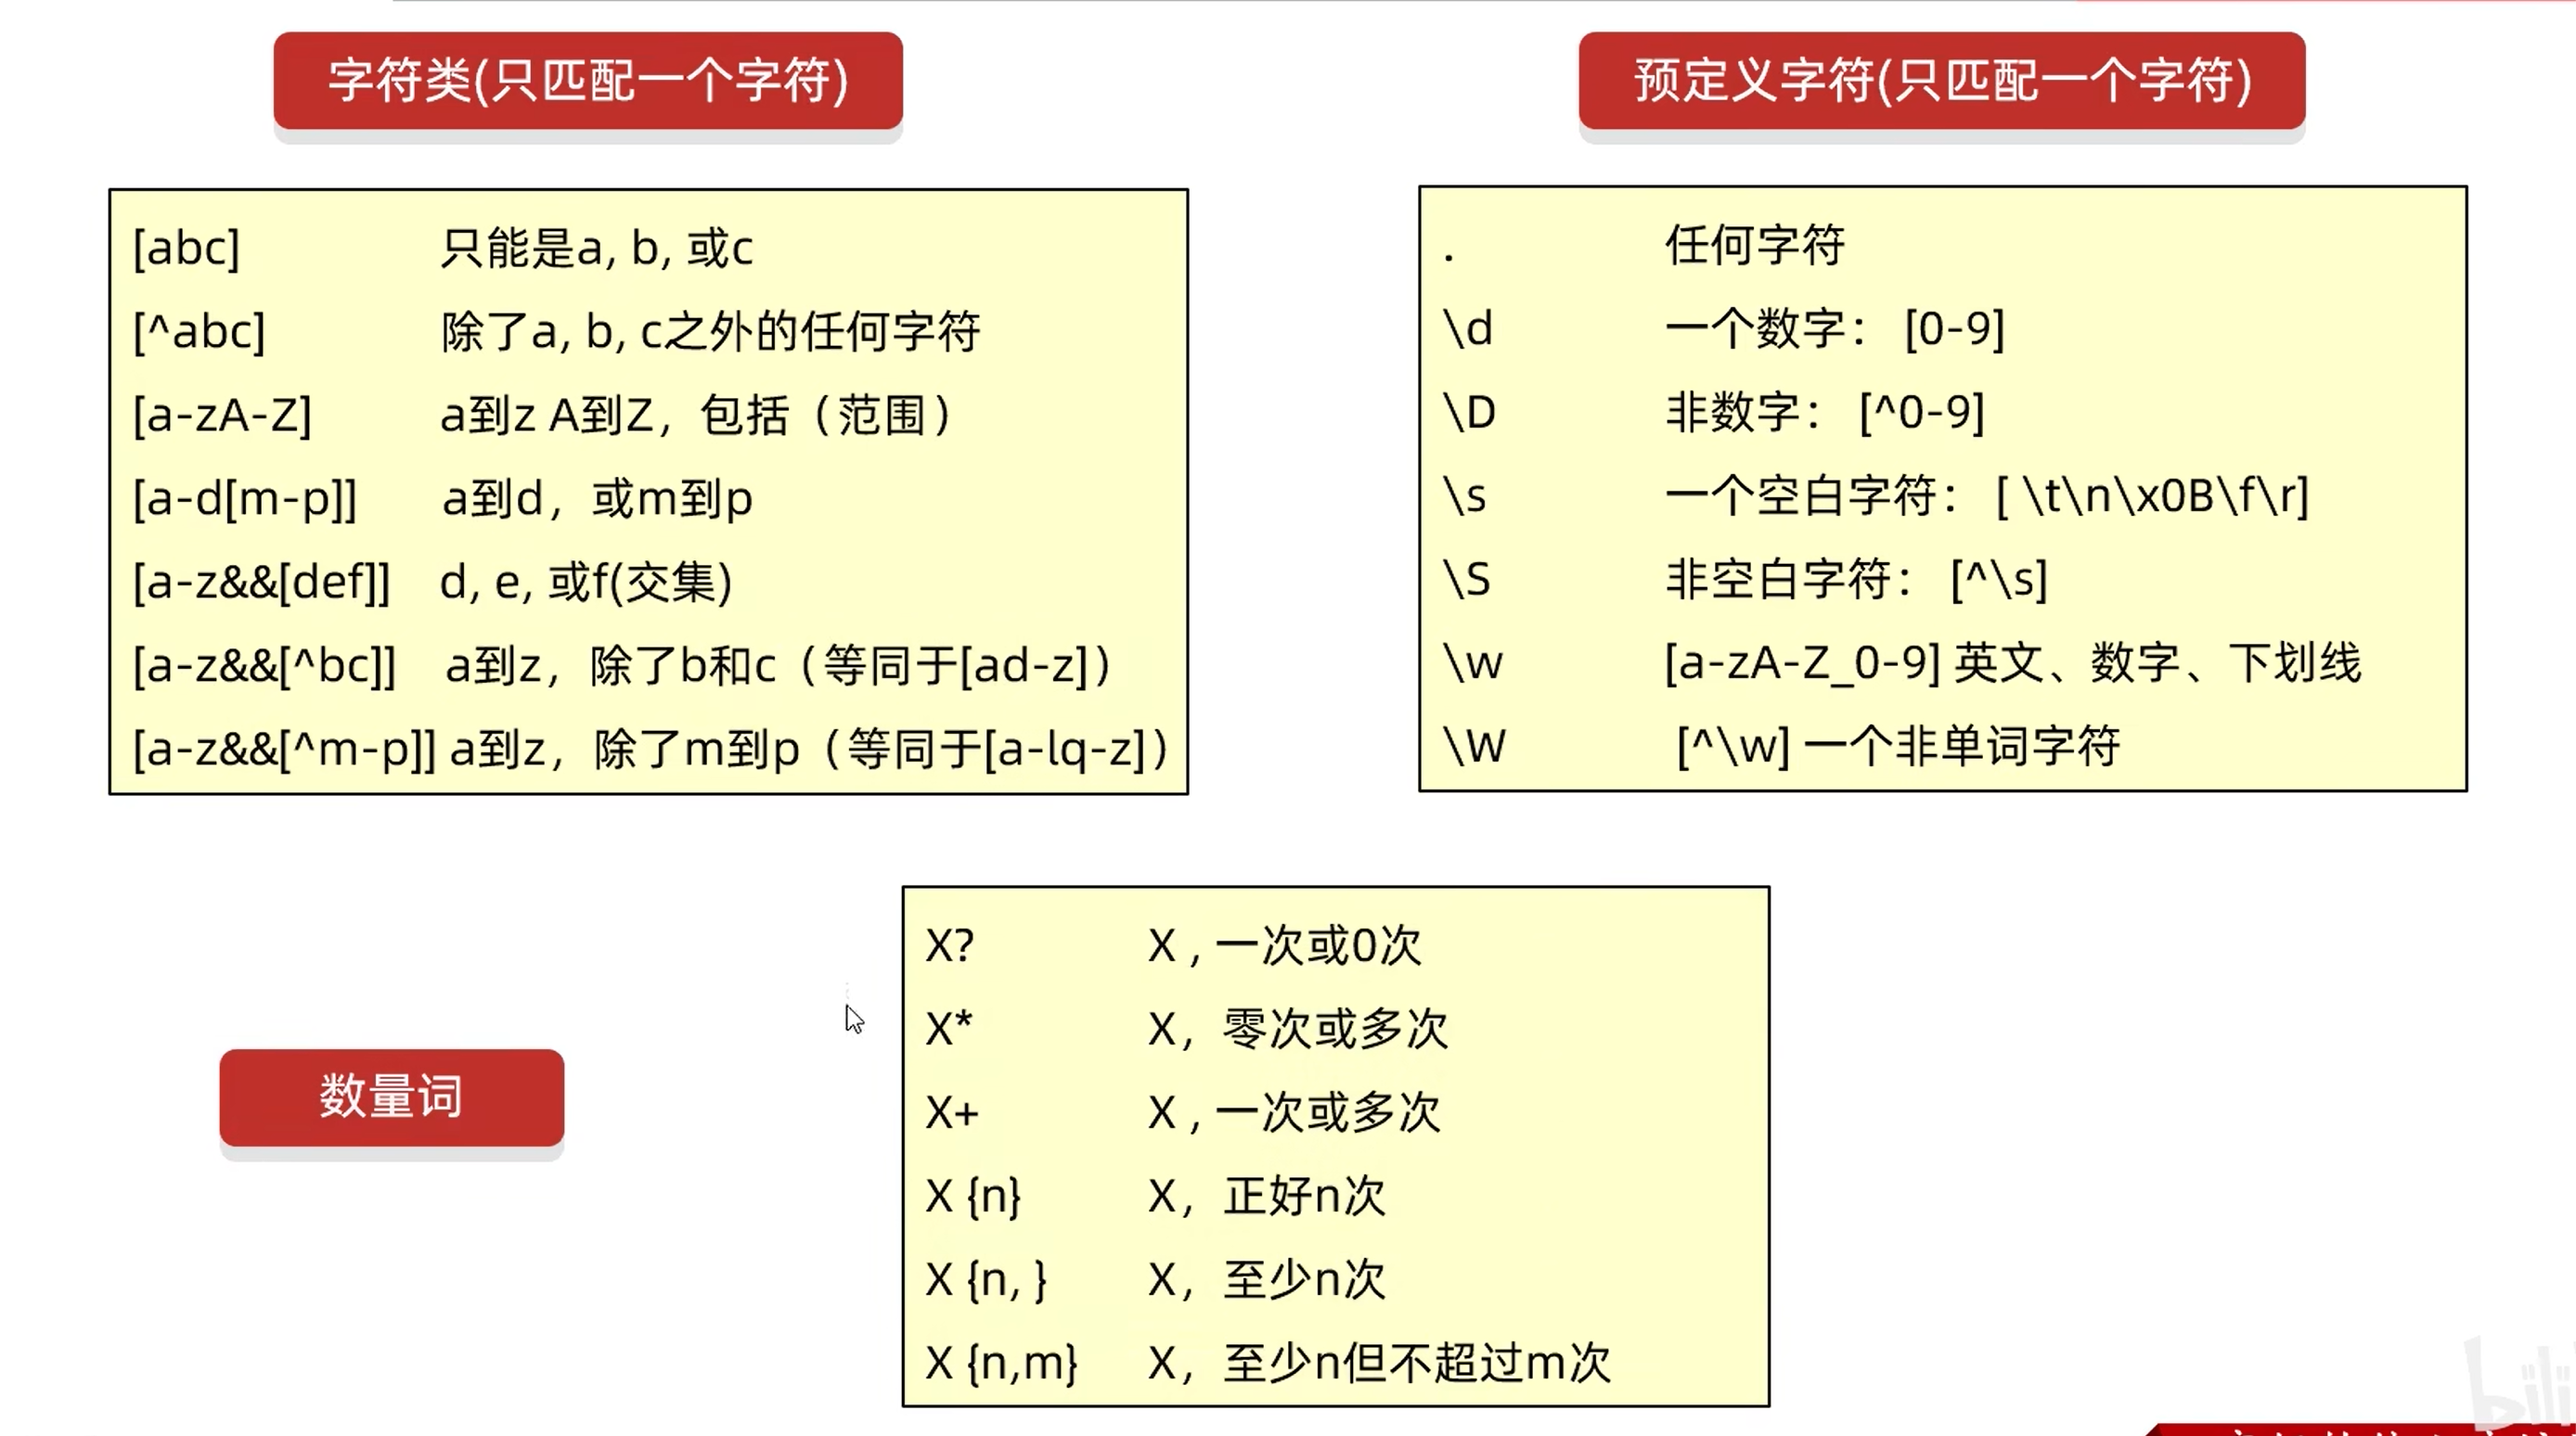 字符类(只匹配一个字符)
[abc] 只能是a, b, 或c
[^abc] 除了a, b, c之外的任何字符
[a-zA-Z] a到z A到Z，包括（范围）
[a-d[m-p]] a到d，或m到p
[a-z&&[def]] d, e, 或f(交集)
[a-z&&[^bc]] a到z，除了b和c（等同于[ad-z]）
[a-z&&[^m-p]] a到z，除了m到p（等同于[a-lq-z]）
预定义字符(只匹配一个字符)
. 任何字符
\d 一个数字： [0-9]
\D 非数字： [^0-9]
\s 一个空白字符： [ \t\n\x0B\f\r]
\S 非空白字符： [^\s]
\w [a-zA-Z_0-9] 英文、数字、下划线
\W [^\w] 一个非单词字符
数量词
X? X , 一次或0次
X* X，零次或多次
X+ X , 一次或多次
X {n} X，正好n次
X {n, } X，至少n次
X {n,m} X，至少n但不超过m次
bili